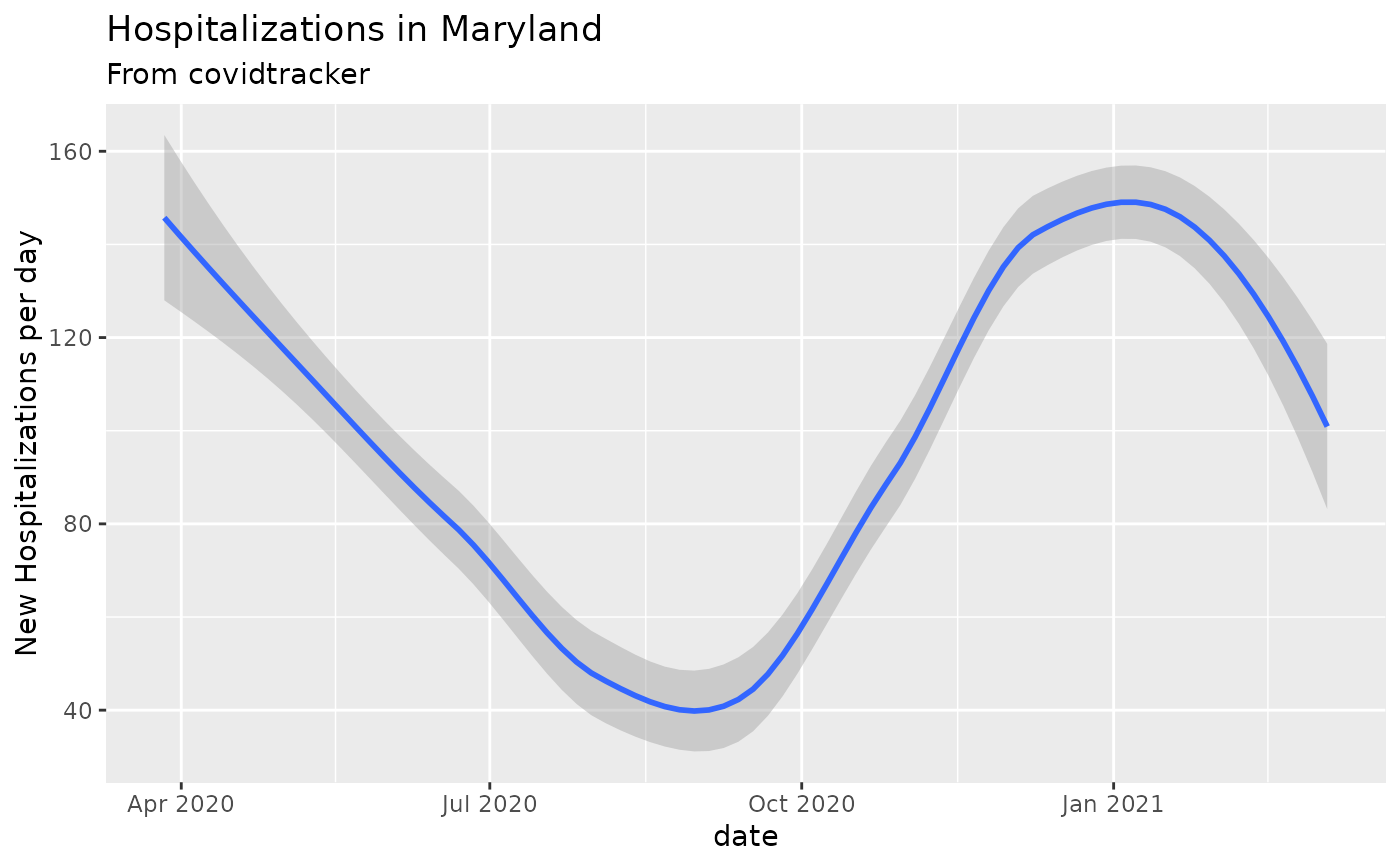 Hospitalizations in Maryland
From covidtracker
New Hospitalizations per day
160
120
80
40
Apr 2020
Jul 2020
Oct 2020
Jan 2021
date